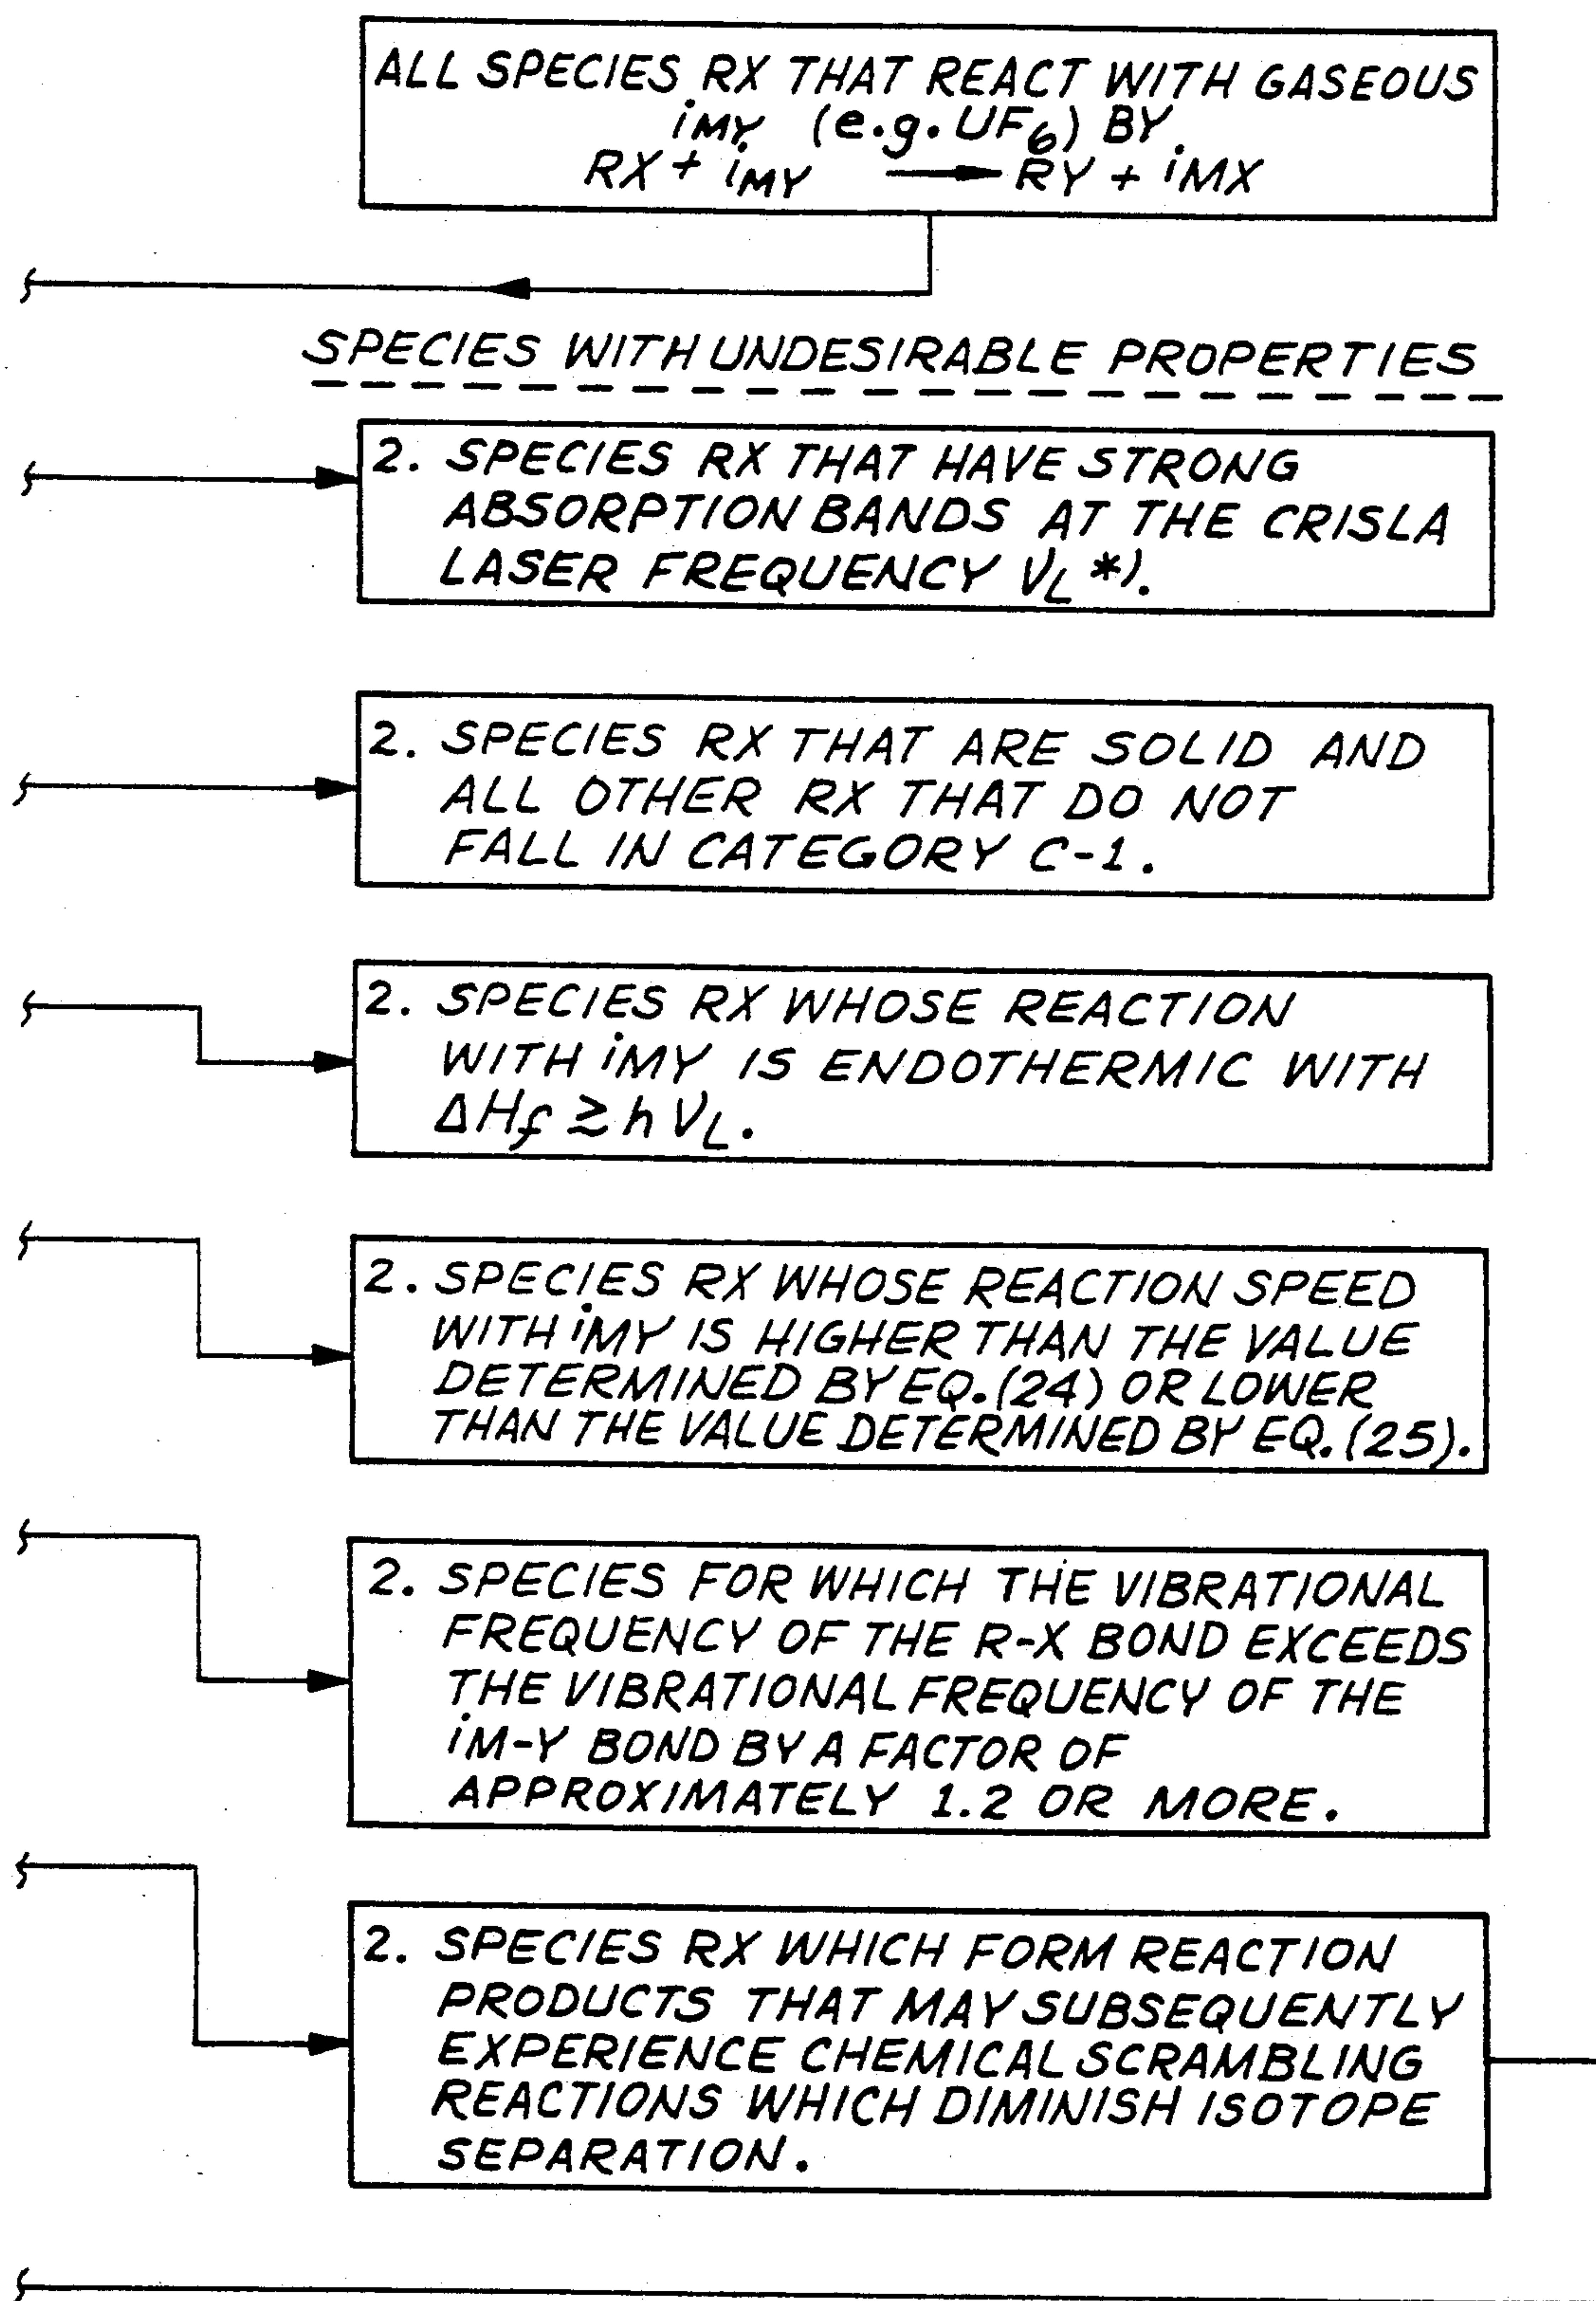 ALL SPECIES RX THAT REACT WITH GASEOUS
iMY (e.g. UF6) BY
RX + iMY → RY + iMX
SPECIES WITH UNDESIRABLE PROPERTIES
2. SPECIES RX THAT HAVE STRONG
ABSORPTION BANDS AT THE CRISLA
LASER FREQUENCY νL *).
2. SPECIES RX THAT ARE SOLID AND
ALL OTHER RX THAT DO NOT
FALL IN CATEGORY C-1.
2. SPECIES RX WHOSE REACTION
WITH iMY IS ENDOTHERMIC WITH
ΔHf ≳ h νL.
2. SPECIES RX WHOSE REACTION SPEED
WITH iMY IS HIGHER THAN THE VALUE
DETERMINED BY EQ.(24) OR LOWER
THAN THE VALUE DETERMINED BY EQ.(25).
2. SPECIES FOR WHICH THE VIBRATIONAL
FREQUENCY OF THE R-X BOND EXCEEDS
THE VIBRATIONAL FREQUENCY OF THE
iM-Y BOND BY A FACTOR OF
APPROXIMATELY 1.2 OR MORE.
2. SPECIES RX WHICH FORM REACTION
PRODUCTS THAT MAY SUBSEQUENTLY
EXPERIENCE CHEMICAL SCRAMBLING
REACTIONS WHICH DIMINISH ISOTOPE
SEPARATION.